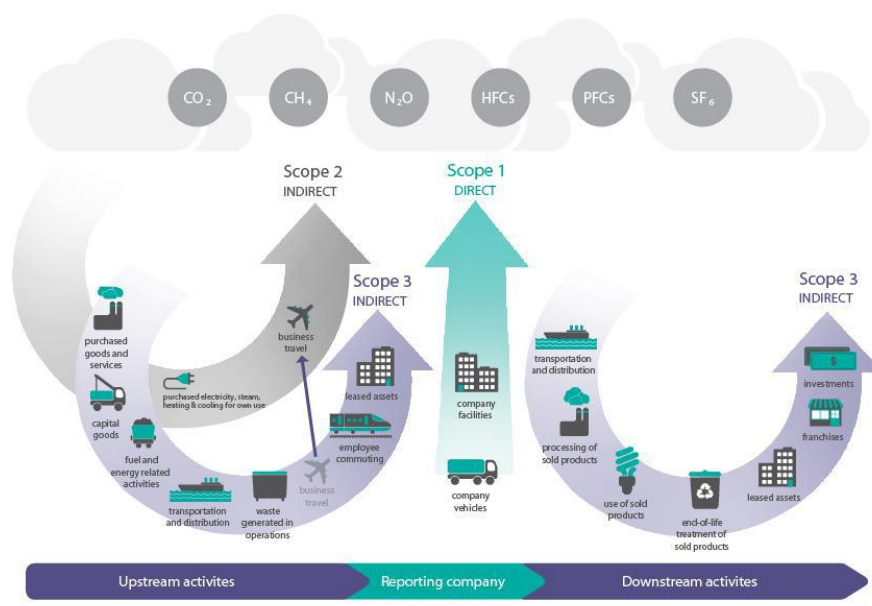 CO₂
CH₄
N₂O
HFCs
PFCs
SF₆
Scope 2
INDIRECT
Scope 1
DIRECT
Scope 3
INDIRECT
Scope 3
INDIRECT
purchased
goods and
services
capital
goods
fuel and
energy related
activities
purchased electricity, steam,
heating & cooling for own use
transportation
and distribution
waste
generated in
operations
business
travel
business
travel
employee
commuting
leased assets
company
facilities
company
vehicles
transportation
and distribution
processing of
sold products
use of sold
products
end-of-life
treatment of
sold products
leased assets
franchises
investments
$
Upstream activites
Reporting company
Downstream activites